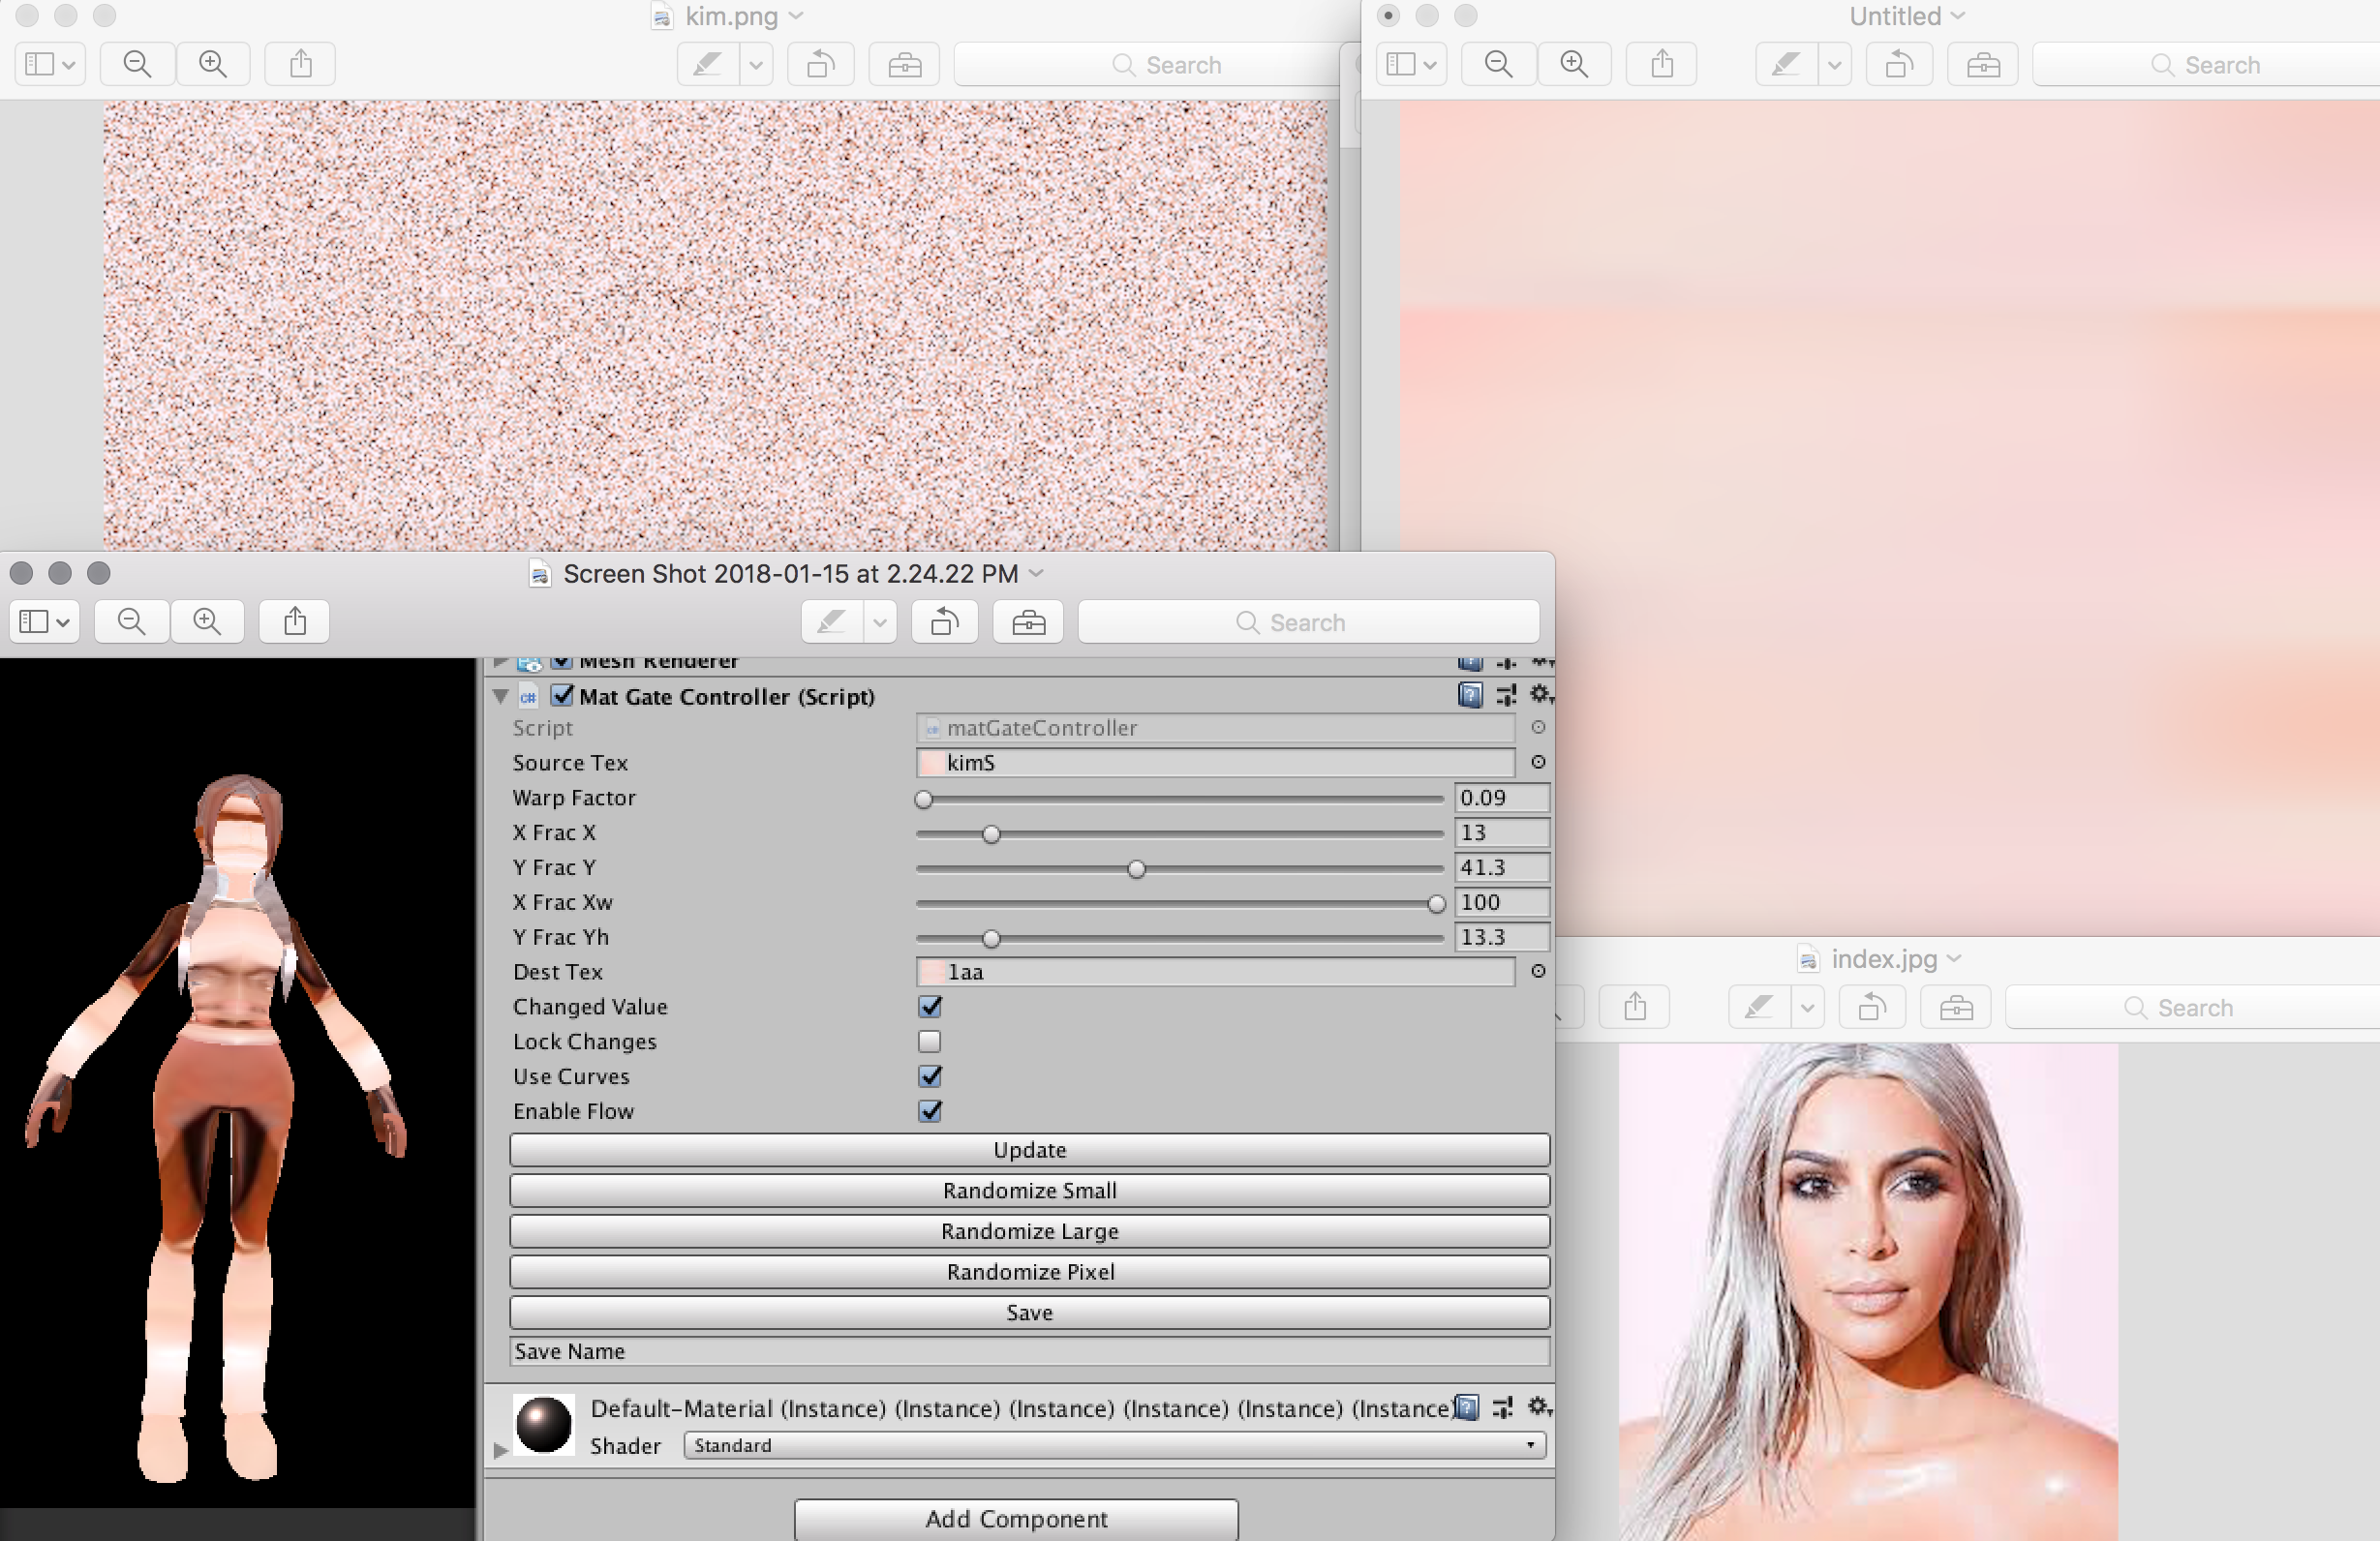 kim.png
Search
Untitled
Search
Screen Shot 2018-01-15 at 2.24.22 PM
Search
Mesh Renderer
Mat Gate Controller (Script)
Script matGateController
Source Tex kimS
Warp Factor 0.09
X Frac X 13
Y Frac Y 41.3
X Frac Xw 100
Y Frac Yh 13.3
Dest Tex 1aa
Changed Value
Lock Changes
Use Curves
Enable Flow
Update
Randomize Small
Randomize Large
Randomize Pixel
Save
Save Name
Default-Material (Instance) (Instance) (Instance) (Instance) (Instance) (Instance)
Shader Standard
Add Component
index.jpg
Search